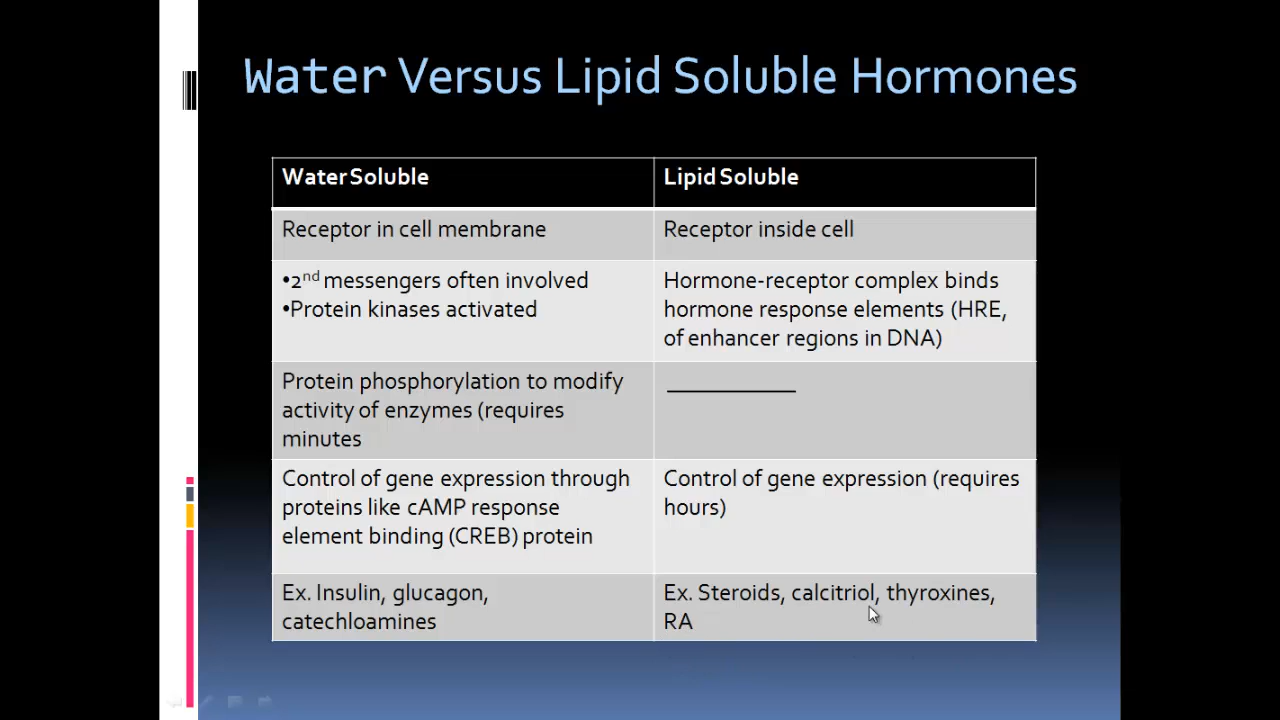 Water Versus Lipid Soluble Hormones
Water Soluble
Lipid Soluble
Receptor in cell membrane
Receptor inside cell
•2nd messengers often involved
•Protein kinases activated
Hormone-receptor complex binds
hormone response elements (HRE,
of enhancer regions in DNA)
Protein phosphorylation to modify
activity of enzymes (requires
minutes
___________
Control of gene expression through
proteins like cAMP response
element binding (CREB) protein
Control of gene expression (requires
hours)
Ex. Insulin, glucagon,
catechloamines
Ex. Steroids, calcitriol, thyroxines,
RA